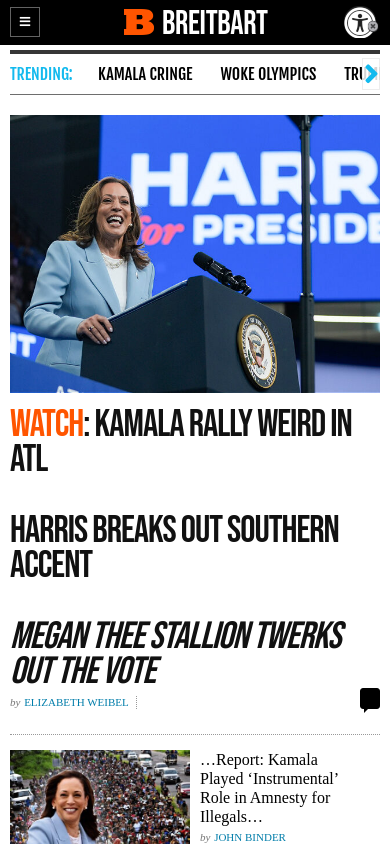 BREITBART
TRENDING: KAMALA CRINGE WOKE OLYMPICS
HARR
for
PRESIDE
WATCH: KAMALA RALLY WEIRD IN
ATL
HARRIS BREAKS OUT SOUTHERN
ACCENT
MEGAN THEE STALLION TWERKS
OUT THE VOTE
by ELIZABETH WEIBEL
…Report: Kamala
Played ‘Instrumental’
Role in Amnesty for
Illegals…
by JOHN BINDER